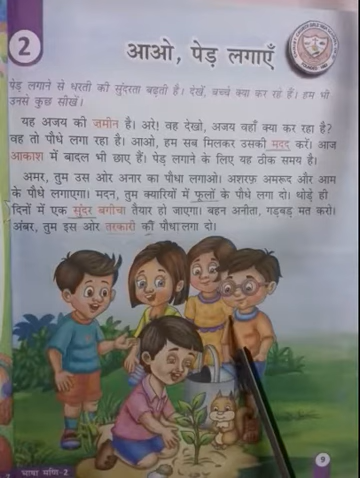 2
आओ, पेड़ लगाएँ
पेड़ लगाने से धरती की सुंदरता बढ़ती है। देखें, बच्चे क्या कर रहे हैं। हम भी
उनसे कुछ सीखें।
यह अजय की ज़मीन है। अरे! वह देखो, अजय वहाँ क्या कर रहा है?
वह तो पौधे लगा रहा है। आओ, हम सब मिलकर उसकी मदद करें। आज
आकाश में बादल भी छाए हैं। पेड़ लगाने के लिए यह ठीक समय है।
अमर, तुम उस ओर अनार का पौधा लगाओ। अशरफ़ अमरूद और आम
के पौधे लगाएगा। मदन, तुम क्यारियों में फूलों के पौधे लगा दो। थोड़े ही
दिनों में एक सुंदर बगीचा तैयार हो जाएगा। बहन अनीता, गड़बड़ मत करो।
अंबर, तुम इस ओर तरकारी का पौधा लगा दो।
9
भाषा मणि-2